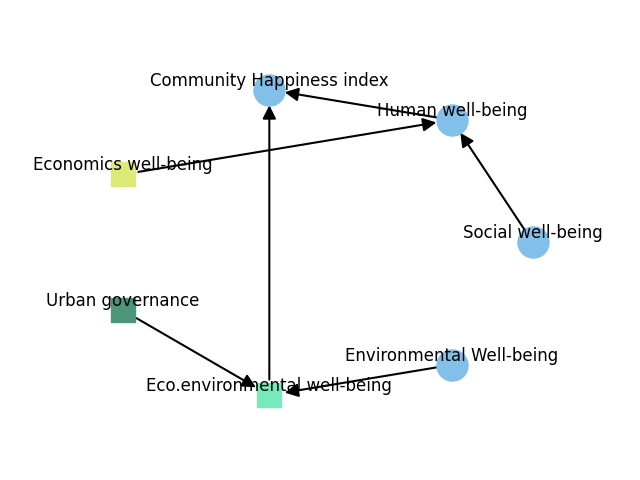 Community Happiness index
Human well-being
Economics well-being
Social well-being
Urban governance
Environmental Well-being
Eco.environmental well-being